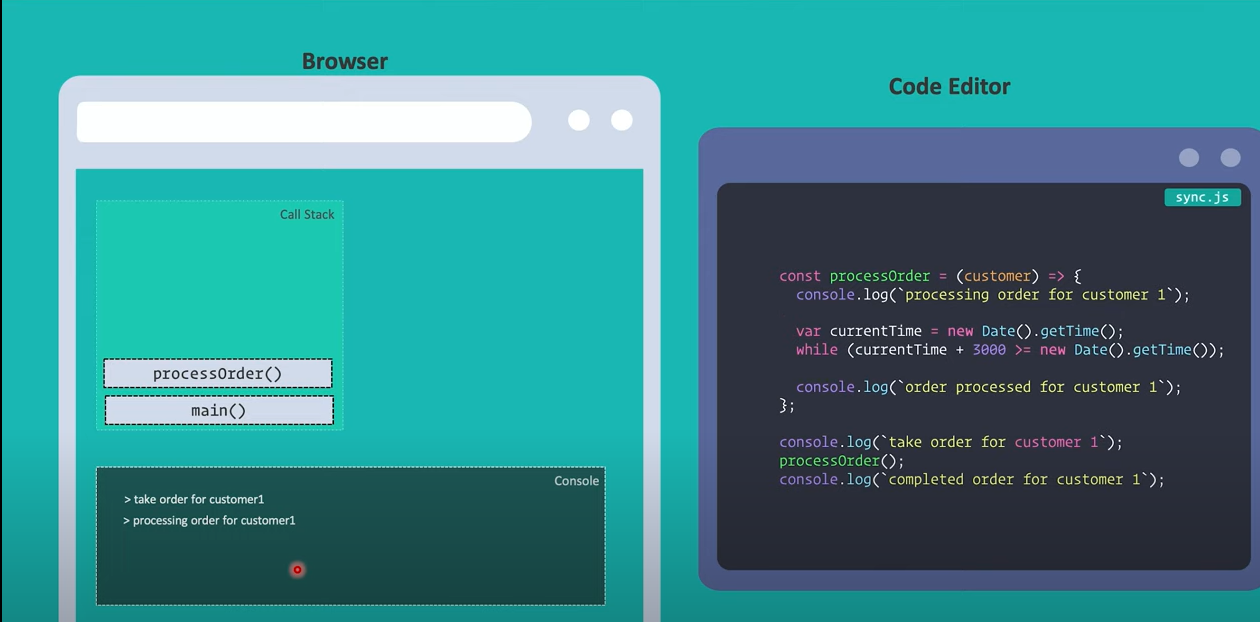 Browser
Call Stack
processOrder()
main()
Console
> take order for customer1
> processing order for customer1
Code Editor
sync.js
const processOrder = (customer) => {
  console.log(`processing order for customer 1`);
  var currentTime = new Date().getTime();
  while (currentTime + 3000 >= new Date().getTime());
  console.log(`order processed for customer 1`);
};
console.log(`take order for customer 1`);
processOrder();
console.log(`completed order for customer 1`);